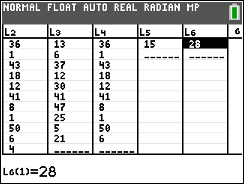 NORMAL FLOAT AUTO REAL RADIAN MP
L2 L3 L4 L5 L6 6
36 13 36 15 28
1 6 1 ------ ------
43 37 43
18 12 18
12 30 12
41 41 41
8 47 8
1 25 1
50 5 50
6 21 6
4 ------ ------
L6(1)=28